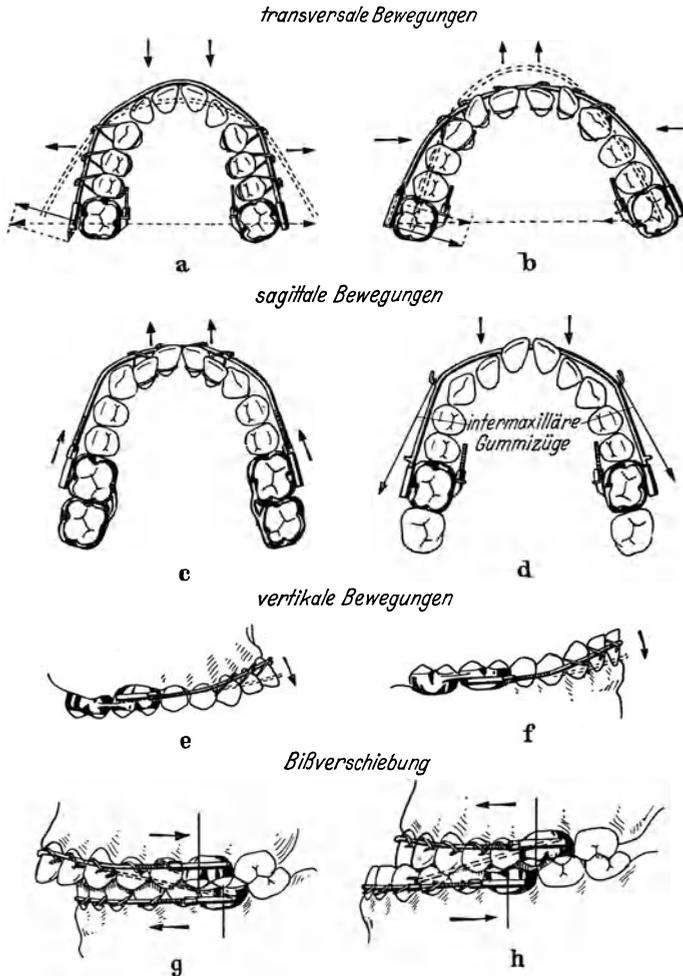 transversale Bewegungen
a b
sagittale Bewegungen
intermaxilläre
Gummizüge
c d
vertikale Bewegungen
e f
Bißverschiebung
g h